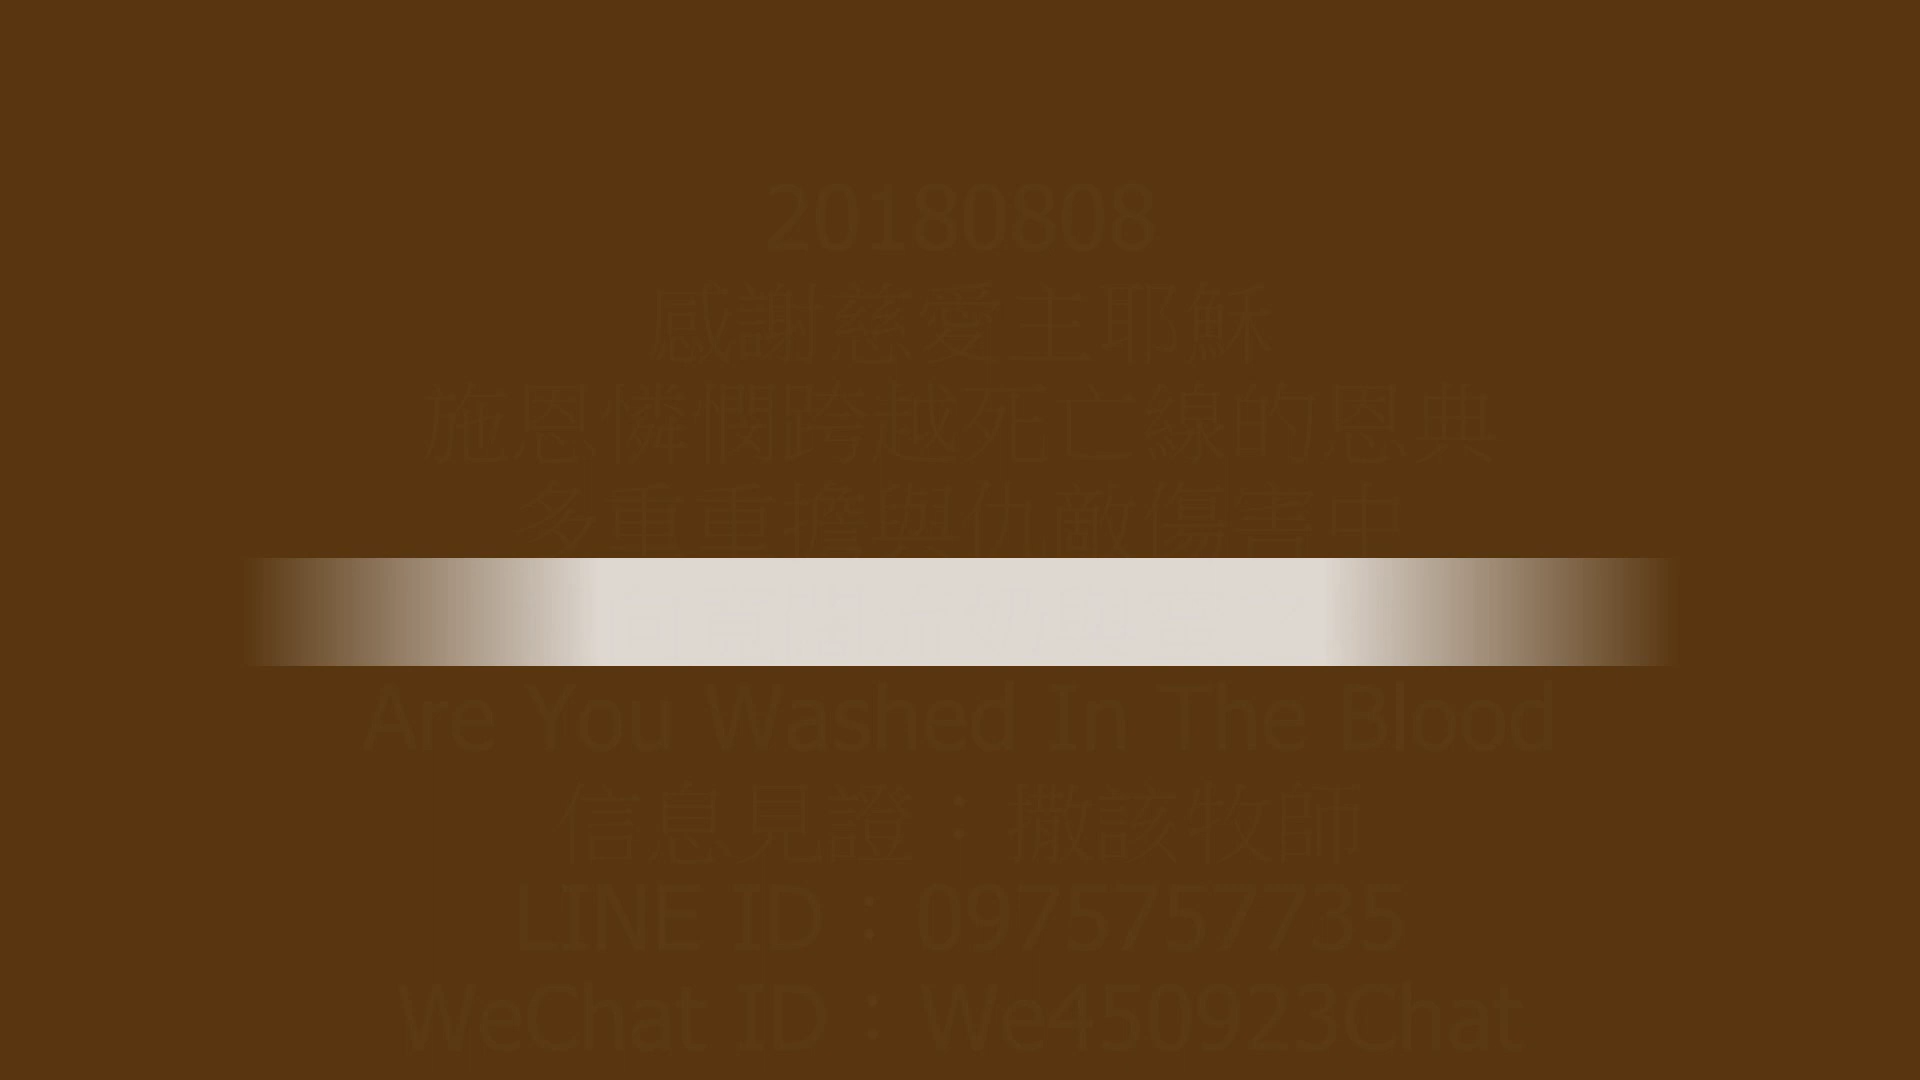 20180808
感謝慈愛主耶穌
施恩憐憫跨越死亡線的恩典
多重重擔與仇敵傷害中
Are You Washed In The Blood
信息見證：撒該牧師
LINE ID：0975757735
WeChat ID：We450923Chat